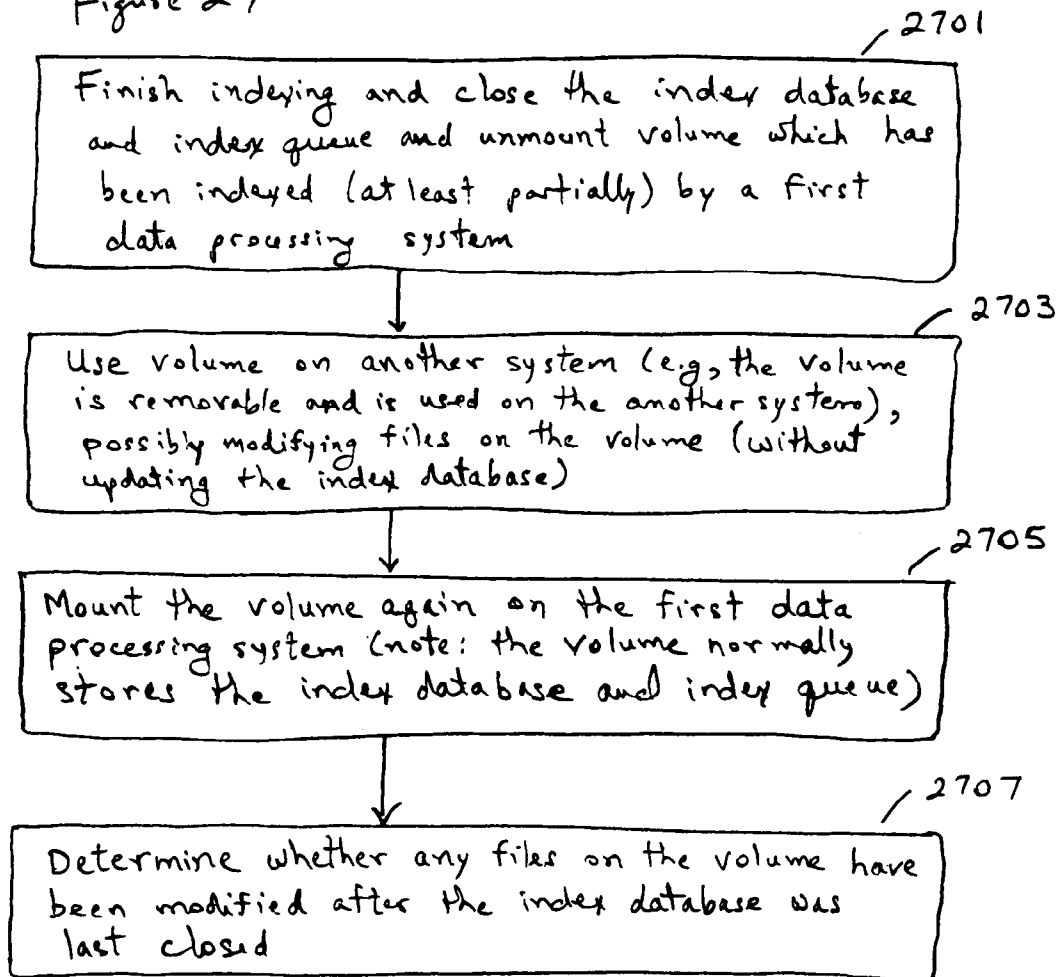 Figure 27
2701
Finish indexing and close the index database
and index queue and unmount volume which has
been indexed (at least partially) by a first
data processing system
2703
Use volume on another system (e.g, the volume
is removable and is used on the another system),
possibly modifying files on the volume (without
updating the index database)
2705
Mount the volume again on the first data
processing system (note: the volume normally
stores the index database and index queue)
2707
Determine whether any files on the volume have
been modified after the index database was
last closed